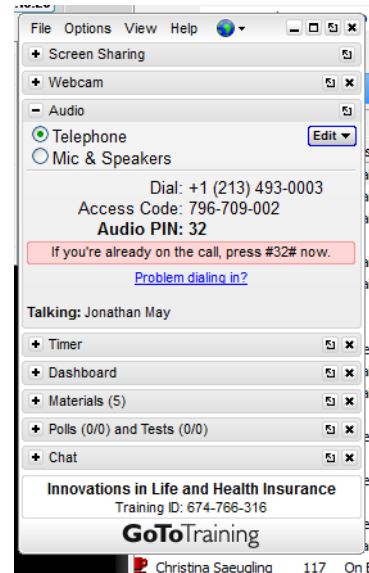 File Options View Help
Screen Sharing
Webcam
Audio
Telephone
Edit
Mic & Speakers
Dial: +1 (213) 493-0003
Access Code: 796-709-002
Audio PIN: 32
If you're already on the call, press #32# now.
Problem dialing in?
Talking: Jonathan May
Timer
Dashboard
Materials (5)
Polls (0/0) and Tests (0/0)
Chat
Innovations in Life and Health Insurance
Training ID: 674-766-316
GoToTraining
Christina Saeugling 117 On